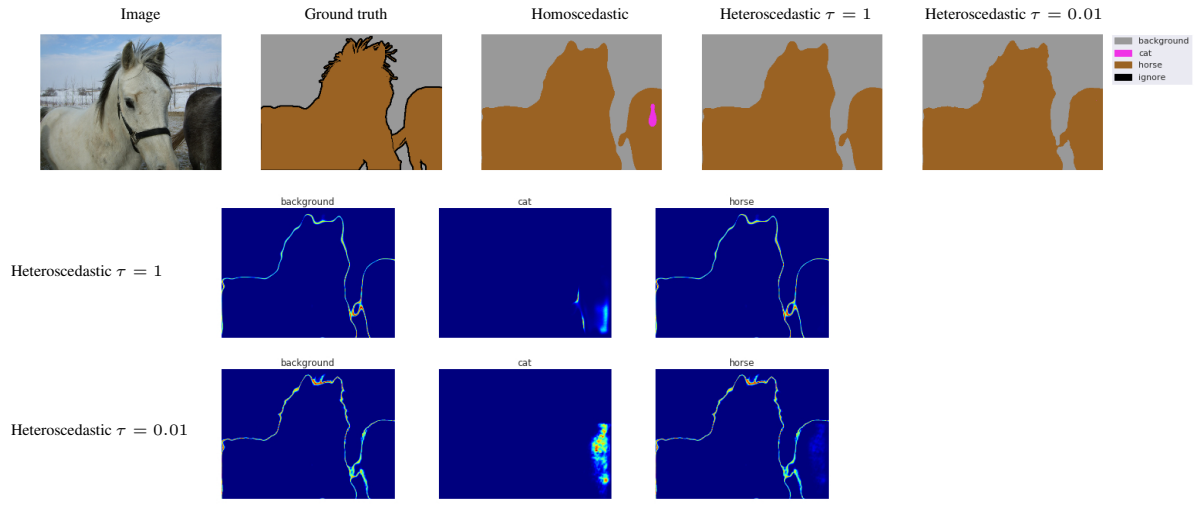 Image Ground truth Homoscedastic Heteroscedastic τ = 1 Heteroscedastic τ = 0.01
background
cat
horse
ignore
background cat horse
Heteroscedastic τ = 1
background cat horse
Heteroscedastic τ = 0.01